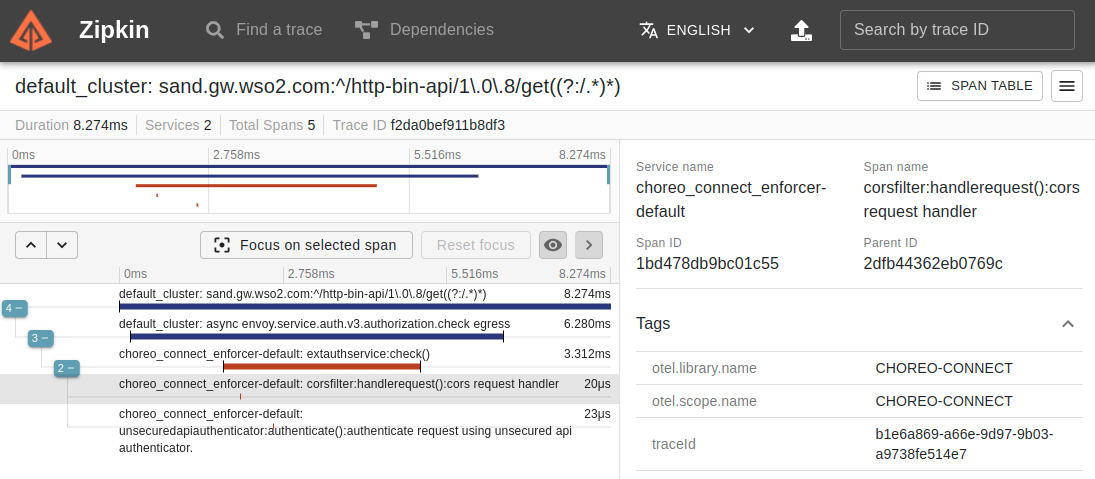 Zipkin
Find a trace
Dependencies
ENGLISH
Search by trace ID
default_cluster: sand.gw.wso2.com:^/http-bin-api/1\.0\.8/get((?:/.*)*)
SPAN TABLE
Duration 8.274ms
Services 2
Total Spans 5
Trace ID f2da0bef911b8df3
0ms
2.758ms
5.516ms
8.274ms
Focus on selected span
Reset focus
0ms
2.758ms
5.516ms
8.274ms
default_cluster: sand.gw.wso2.com:^/http-bin-api/1\.0\.8/get((?:/.*)*)
8.274ms
4 −
default_cluster: async envoy.service.auth.v3.authorization.check egress
6.280ms
3 −
choreo_connect_enforcer-default: extauthservice:check()
3.312ms
2 −
choreo_connect_enforcer-default: corsfilter:handlerequest():cors request handler
20μs
choreo_connect_enforcer-default:
23μs
unsecuredapiauthenticator:authenticate():authenticate request using unsecured api
authenticator.
Service name
choreo_connect_enforcer-
default
Span name
corsfilter:handlerequest():cors
request handler
Span ID
1bd478db9bc01c55
Parent ID
2dfb44362eb0769c
Tags
otel.library.name
CHOREO-CONNECT
otel.scope.name
CHOREO-CONNECT
traceId
b1e6a869-a66e-9d97-9b03-
a9738fe514e7